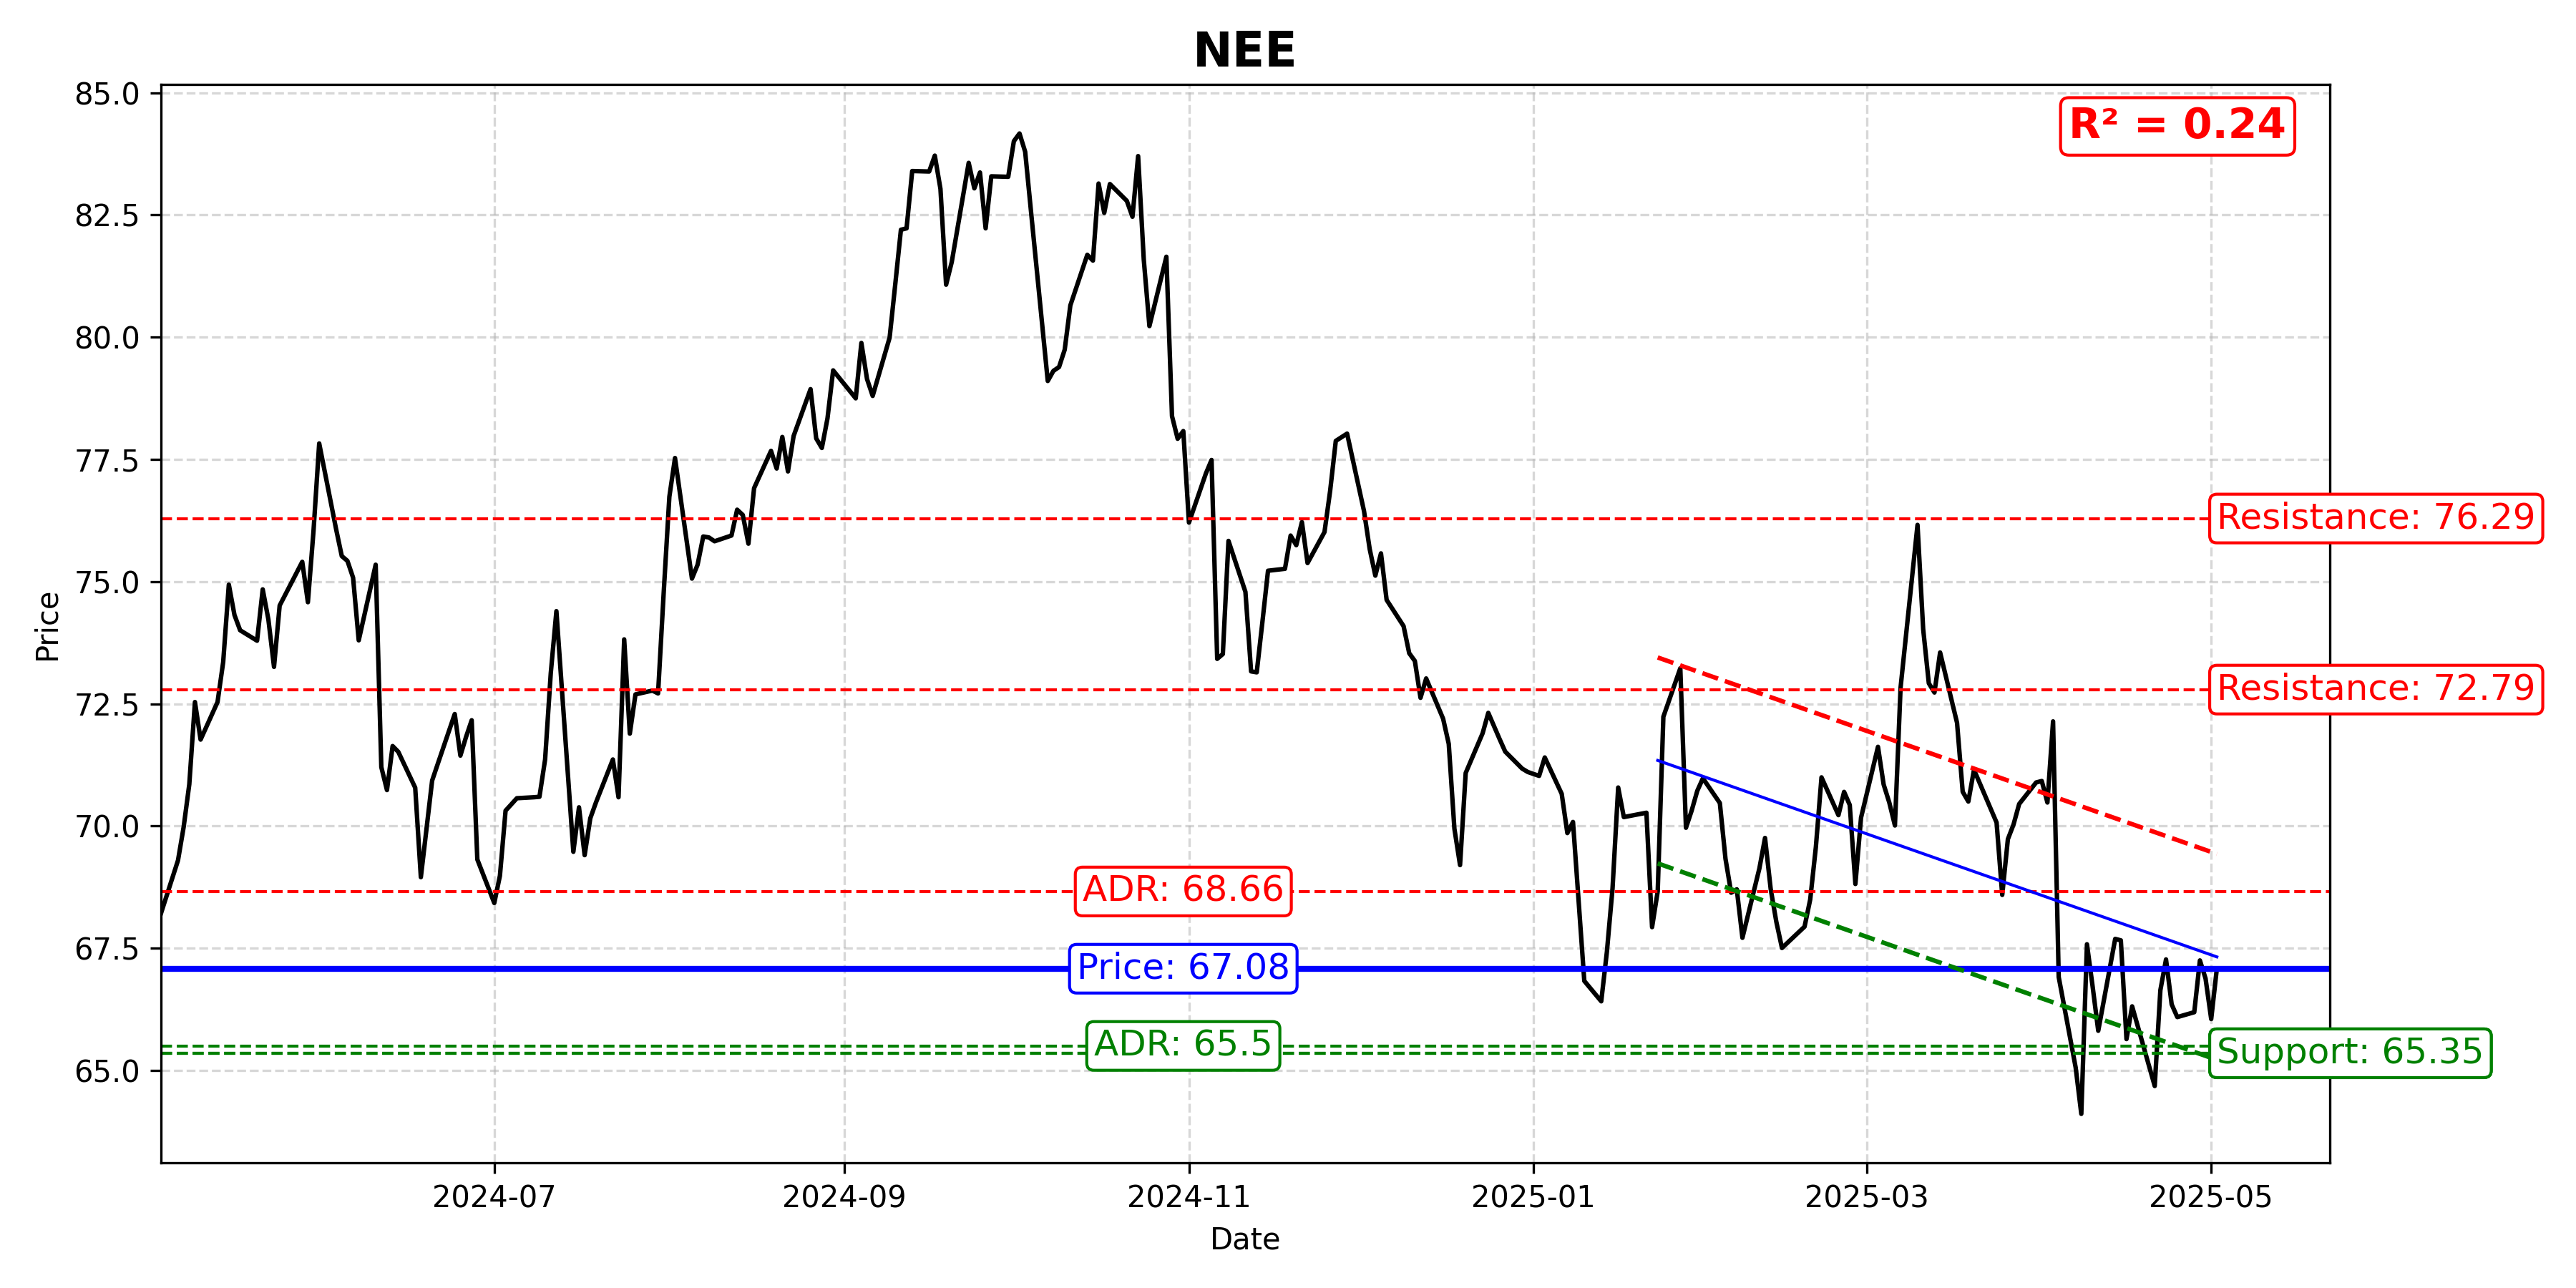 NEE
R² = 0.24
85.0
82.5
80.0
77.5
75.0
72.5
70.0
67.5
65.0
Price
Resistance: 76.29
Resistance: 72.79
ADR: 68.66
Price: 67.08
ADR: 65.5
Support: 65.35
2024-07
2024-09
2024-11
2025-01
2025-03
2025-05
Date